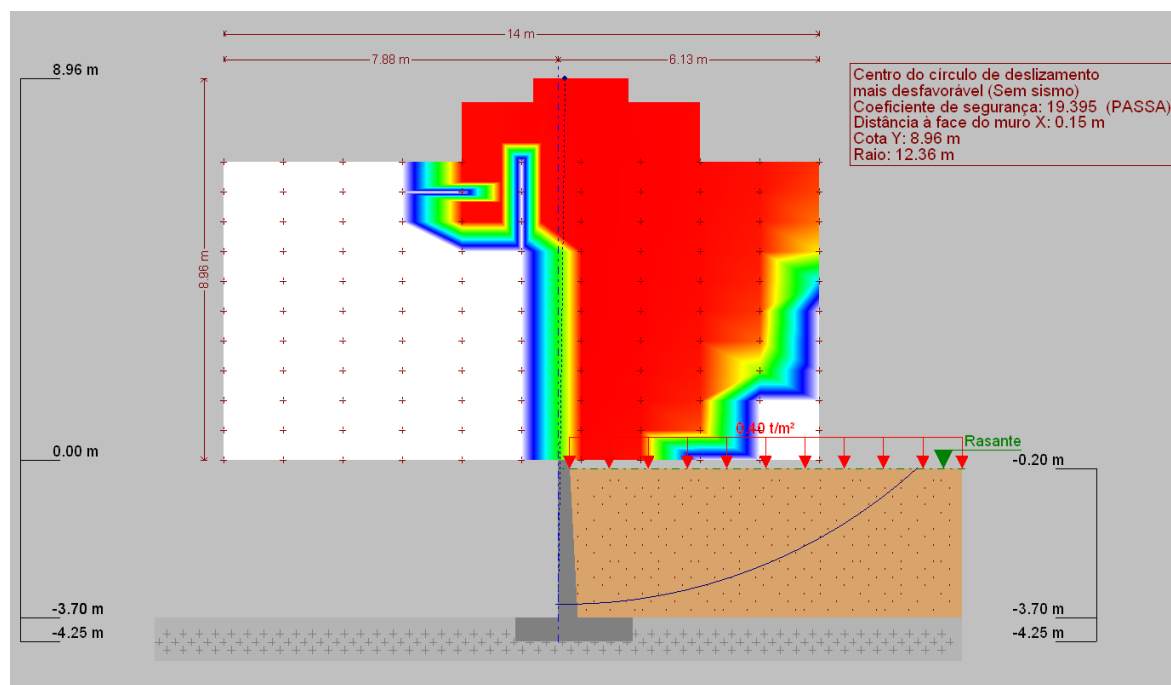 14 m
7.88 m
6.13 m
8.96 m
Centro do círculo de deslizamento
mais desfavorável (Sem sismo)
Coeficiente de segurança: 19.395 (PASSA)
Distância à face do muro X: 0.15 m
Cota Y: 8.96 m
Raio: 12.36 m
8.96 m
0.40 t/m²
Rasante
0.00 m
-0.20 m
-3.70 m
-3.70 m
-4.25 m
-4.25 m